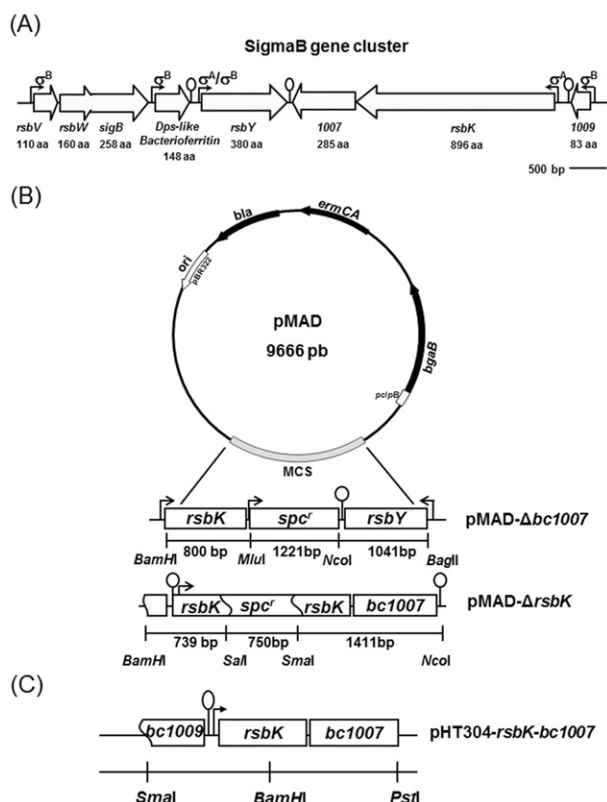 (A)
SigmaB gene cluster
σB σB σA/σB σA σB
rsbV rsbW sigB Dps-like Bacterioferritin rsbY 1007 rsbK 1009
110 aa 160 aa 258 aa 148 aa 380 aa 285 aa 896 aa 83 aa
500 bp
(B)
bla ermCA
ori pBR322
pMAD
9666 pb
bgaB
pclpB
MCS
rsbK spcr rsbY pMAD-Δbc1007
800 bp 1221bp 1041bp
BamHI MluI NcoI BagII
rsbK spcr rsbK bc1007 pMAD-ΔrsbK
739 bp 750bp 1411bp
BamHI SalI SmaI NcoI
(C)
bc1009 rsbK bc1007 pHT304-rsbK-bc1007
SmaI BamHI PstI